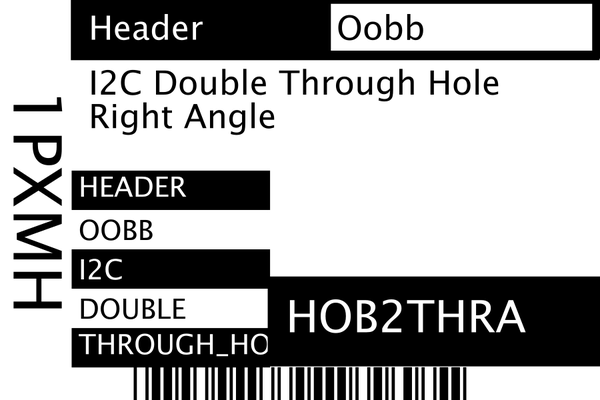 Header
Oobb
I2C Double Through Hole
Right Angle
1PXMH
HEADER
OOBB
I2C
DOUBLE
THROUGH_HO
HOB2THRA